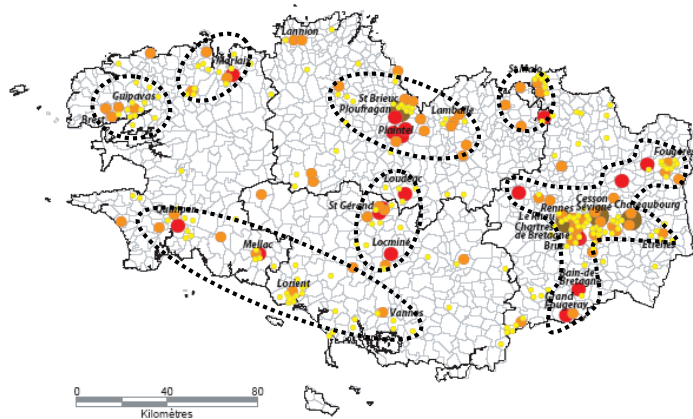 Lannion
Morlaix
St Malo
Guipavas
St Brieuc
Ploufragan
Lamballe
Brest
Plaintel
Fougères
Loudéac
Quimper
St Gérand
Rennes
Cesson
Sévigné
Chateaubourg
Le Rheu
Chartres
de Bretagne
Bruz
Mellac
Locminé
Etrelles
Lorient
Bain-de-
Bretagne
Grand
Fougeray
Vannes
0 40 80
Kilomètres